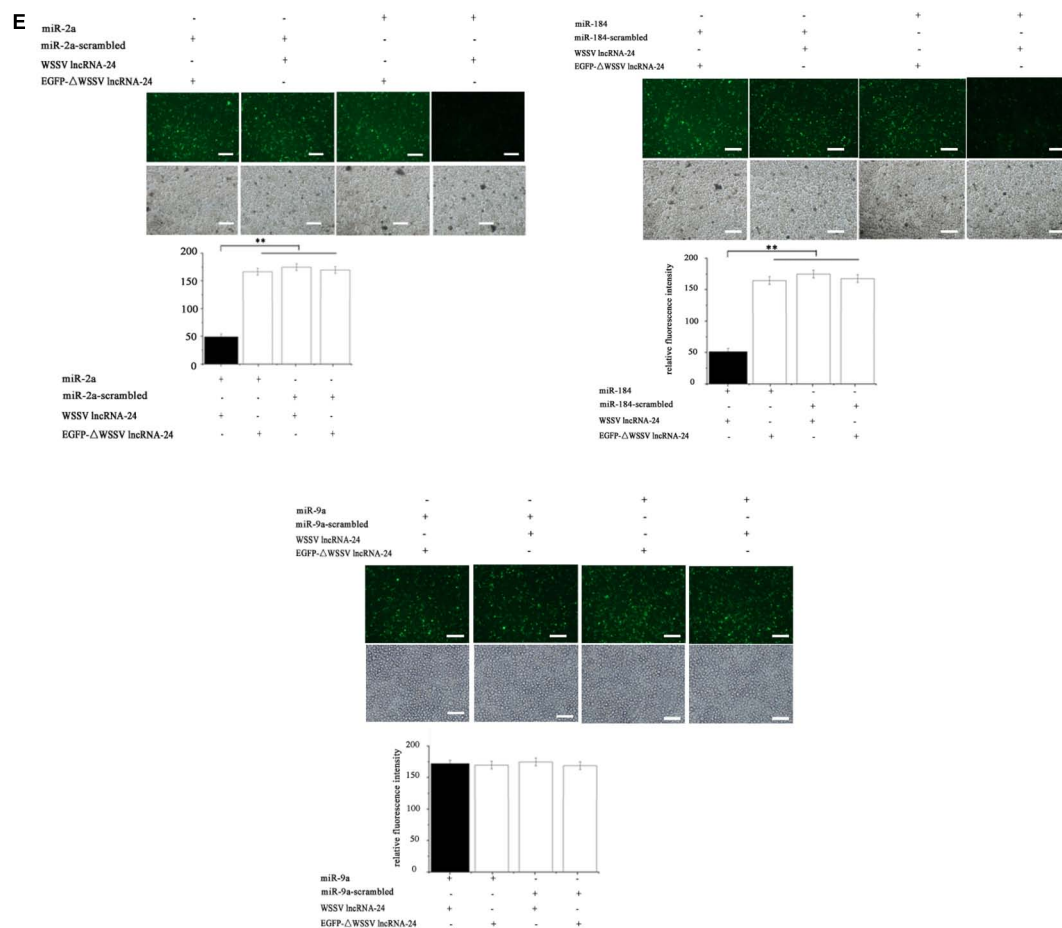 E
miR-2a - - + +
miR-2a-scrambled + + - -
WSSV lncRNA-24 - + - +
EGFP-△WSSV lncRNA-24 + - + -
**
200
150
150
50
0
miR-2a + + - -
miR-2a-scrambled - - + +
WSSV lncRNA-24 + - + -
EGFP-△WSSV lncRNA-24 - + - +
miR-184 - - + +
miR-184-scrambled + + - -
WSSV lncRNA-24 - + - +
EGFP-△WSSV lncRNA-24 + - + -
**
relative fluorescence intensity
200
150
150
50
0
miR-184 + + - -
miR-184-scrambled - - + +
WSSV lncRNA-24 + - + -
EGFP-△WSSV lncRNA-24 - + - +
miR-9a - - + +
miR-9a-scrambled + + - -
WSSV lncRNA-24 - + - +
EGFP-△WSSV lncRNA-24 + - + -
relative fluorescence intensity
200
150
100
50
0
miR-9a + + - -
miR-9a-scrambled - - + +
WSSV lncRNA-24 + - + -
EGFP-△WSSV lncRNA-24 - + - +